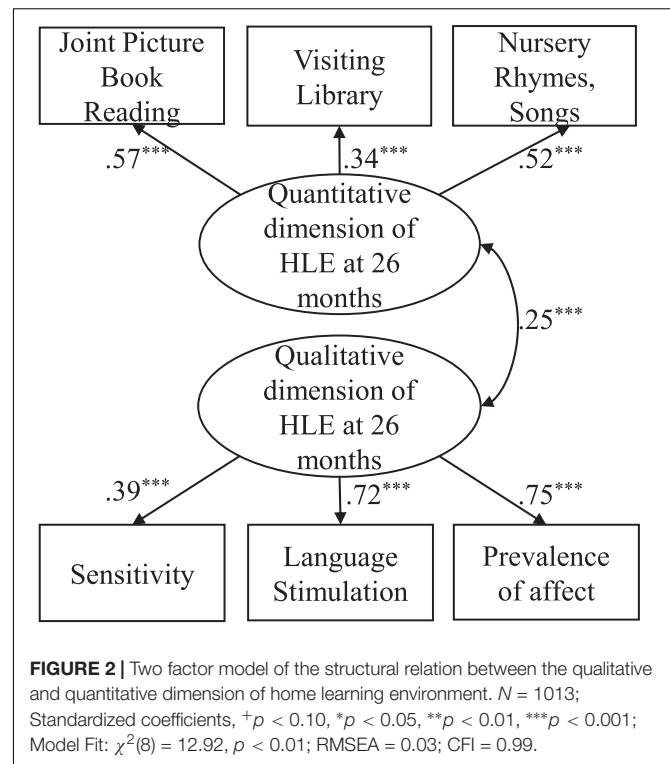 Joint Picture
Book
Reading
Visiting
Library
Nursery
Rhymes,
Songs
.57***
.34***
.52***
Quantitative
dimension of
HLE at 26
months
.25***
Qualitative
dimension of
HLE at 26
months
.39***
.72***
.75***
Sensitivity
Language
Stimulation
Prevalence
of affect
FIGURE 2 | Two factor model of the structural relation between the qualitative
and quantitative dimension of home learning environment. N = 1013;
Standardized coefficients, +p < 0.10, *p < 0.05, **p < 0.01, ***p < 0.001;
Model Fit: χ²(8) = 12.92, p < 0.01; RMSEA = 0.03; CFI = 0.99.